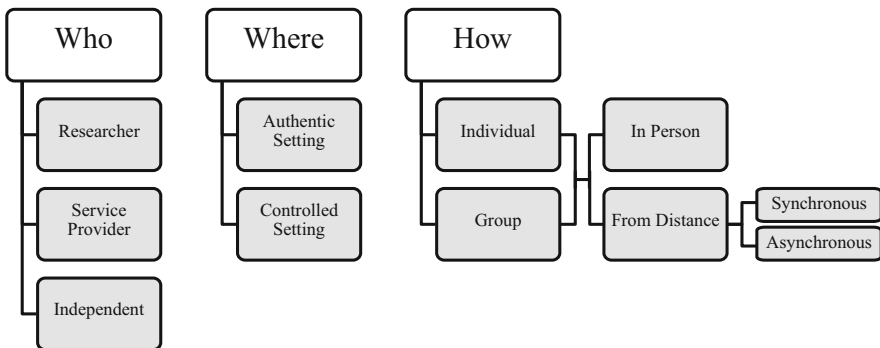 Who
Researcher
Service
Provider
Independent
Where
Authentic
Setting
Controlled
Setting
How
Individual
Group
In Person
From Distance
Synchronous
Asynchronous